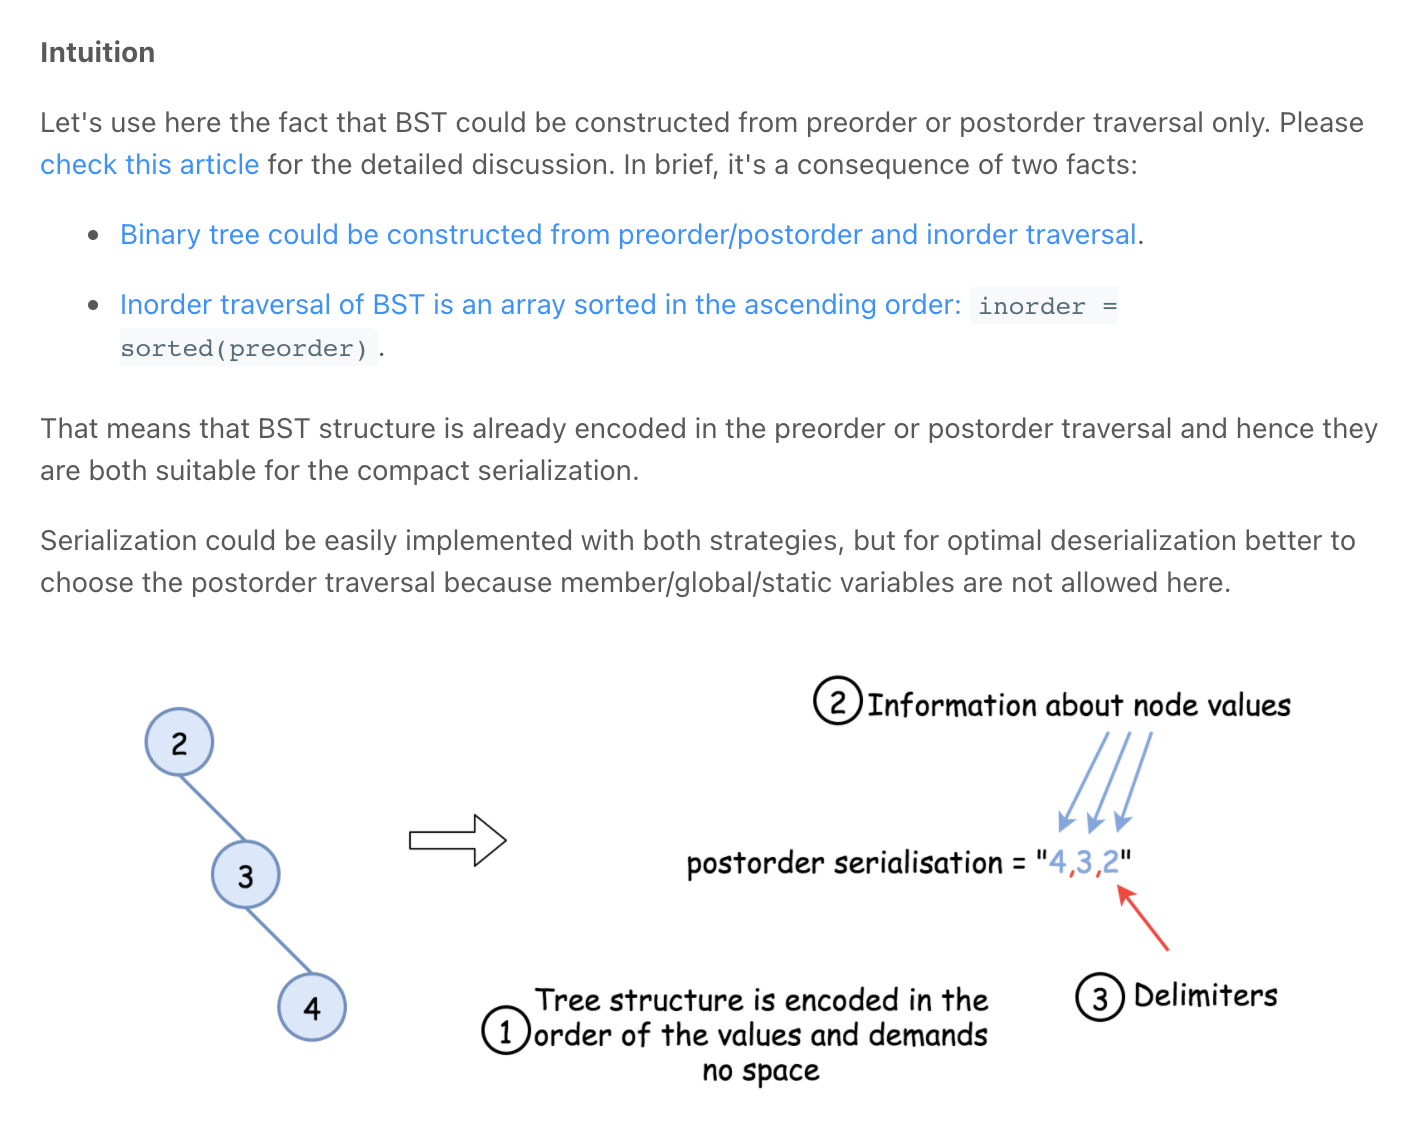 Intuition
Let's use here the fact that BST could be constructed from preorder or postorder traversal only. Please
check this article for the detailed discussion. In brief, it's a consequence of two facts:
• Binary tree could be constructed from preorder/postorder and inorder traversal.
• Inorder traversal of BST is an array sorted in the ascending order: inorder =
sorted(preorder) .
That means that BST structure is already encoded in the preorder or postorder traversal and hence they
are both suitable for the compact serialization.
Serialization could be easily implemented with both strategies, but for optimal deserialization better to
choose the postorder traversal because member/global/static variables are not allowed here.
2 Information about node values
2
3
4
postorder serialisation = "4,3,2"
1 Tree structure is encoded in the
order of the values and demands
no space
3 Delimiters